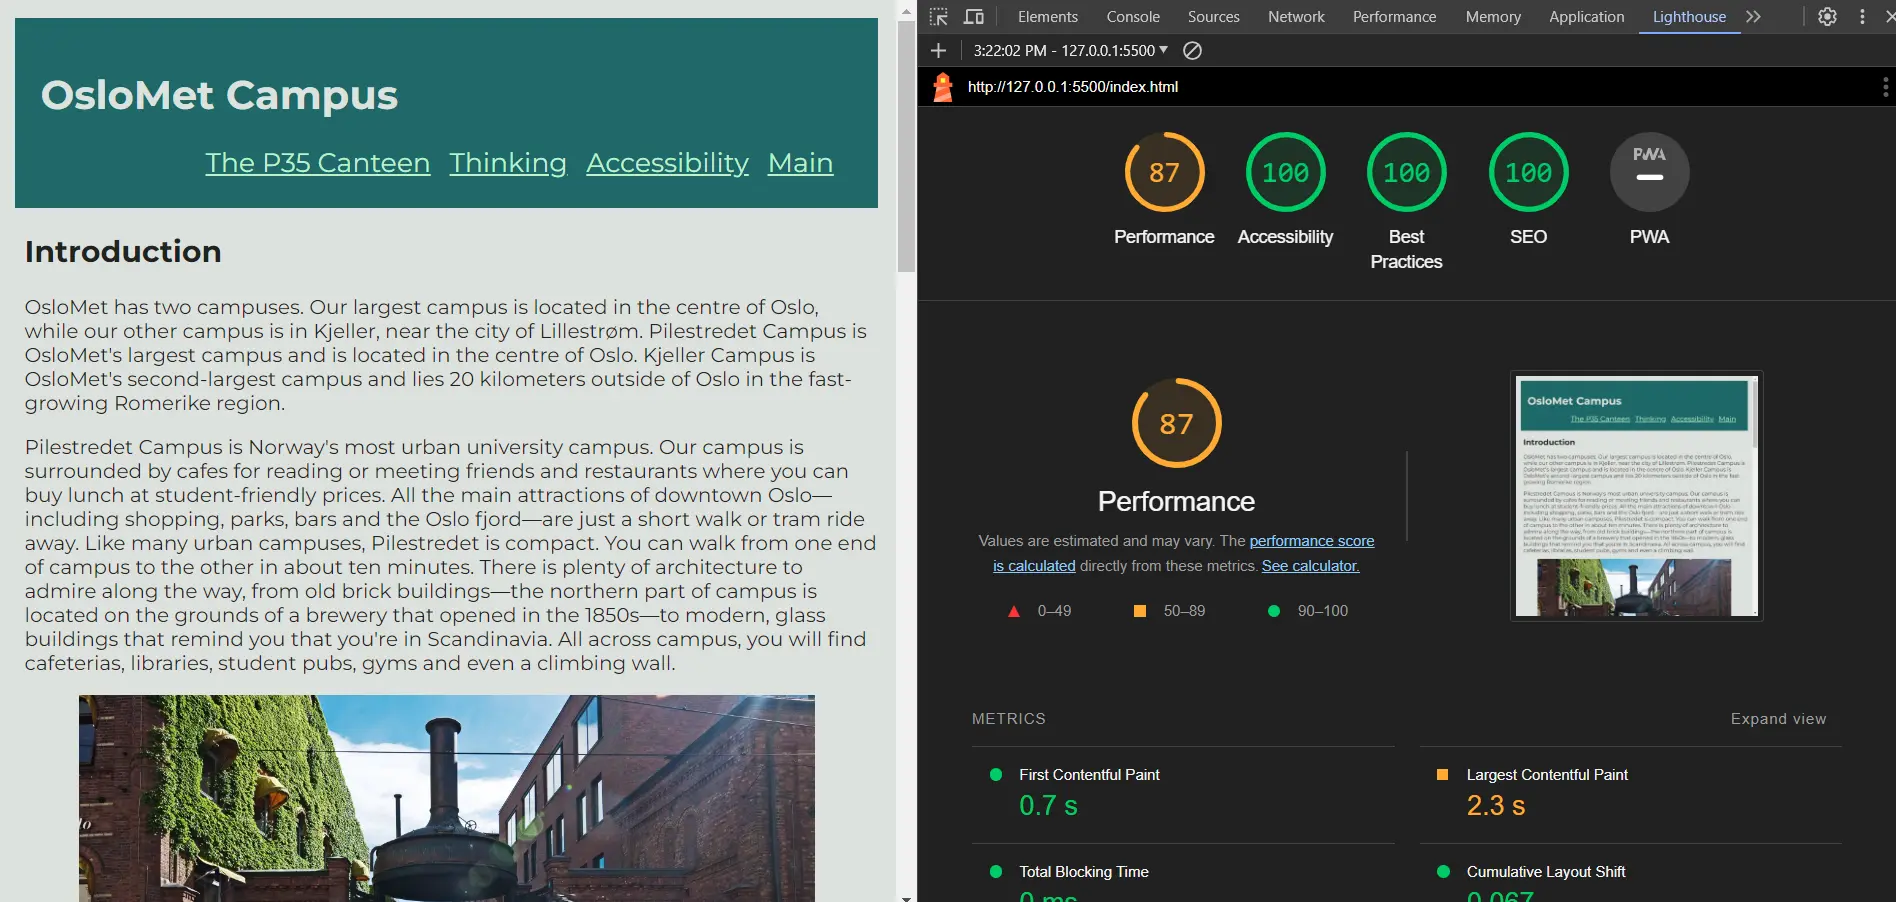 OsloMet Campus
The P35 Canteen Thinking Accessibility Main
Introduction
OsloMet has two campuses. Our largest campus is located in the centre of Oslo,
while our other campus is in Kjeller, near the city of Lillestrøm. Pilestredet Campus is
OsloMet's largest campus and is located in the centre of Oslo. Kjeller Campus is
OsloMet's second-largest campus and lies 20 kilometers outside of Oslo in the fast-
growing Romerike region.
Pilestredet Campus is Norway's most urban university campus. Our campus is
surrounded by cafes for reading or meeting friends and restaurants where you can
buy lunch at student-friendly prices. All the main attractions of downtown Oslo—
including shopping, parks, bars and the Oslo fjord—are just a short walk or tram ride
away. Like many urban campuses, Pilestredet is compact. You can walk from one end
of campus to the other in about ten minutes. There is plenty of architecture to
admire along the way, from old brick buildings—the northern part of campus is
located on the grounds of a brewery that opened in the 1850s—to modern, glass
buildings that remind you that you're in Scandinavia. All across campus, you will find
cafeterias, libraries, student pubs, gyms and even a climbing wall.
Elements Console Sources Network Performance Memory Application Lighthouse
3:22:02 PM - 127.0.0.1:5500
http://127.0.0.1:5500/index.html
87 100 100 100 PWA
Performance Accessibility Best Practices SEO PWA
87
Performance
Values are estimated and may vary. The performance score
is calculated directly from these metrics. See calculator.
0–49 50–89 90–100
OsloMet Campus
The P35 Canteen Thinking Accessibility Main
Introduction
METRICS Expand view
First Contentful Paint
0.7 s
Largest Contentful Paint
2.3 s
Total Blocking Time
0 ms
Cumulative Layout Shift
0.067